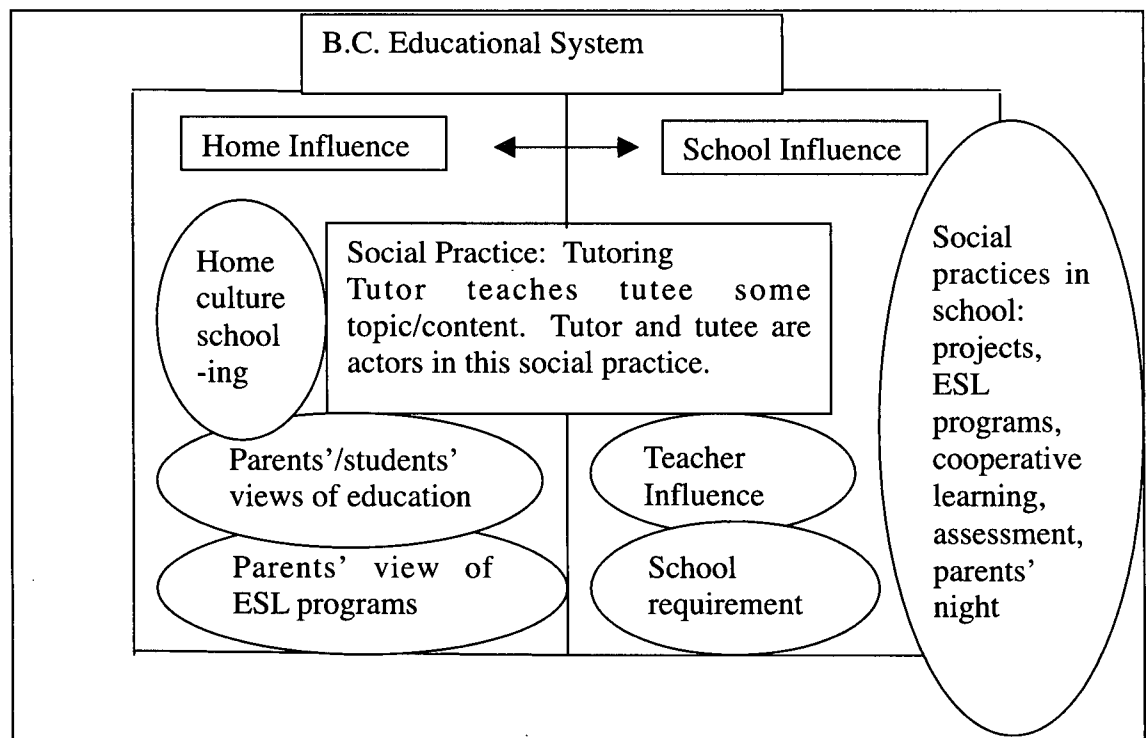 B.C. Educational System
Home Influence
School Influence
Home
culture
school
-ing
Social Practice: Tutoring
Tutor teaches tutee some
topic/content. Tutor and tutee are
actors in this social practice.
Social
practices in
school:
projects,
ESL
programs,
cooperative
learning,
assessment,
parents'
night
Parents'/students'
views of education
Teacher
Influence
Parents' view of
ESL programs
School
requirement